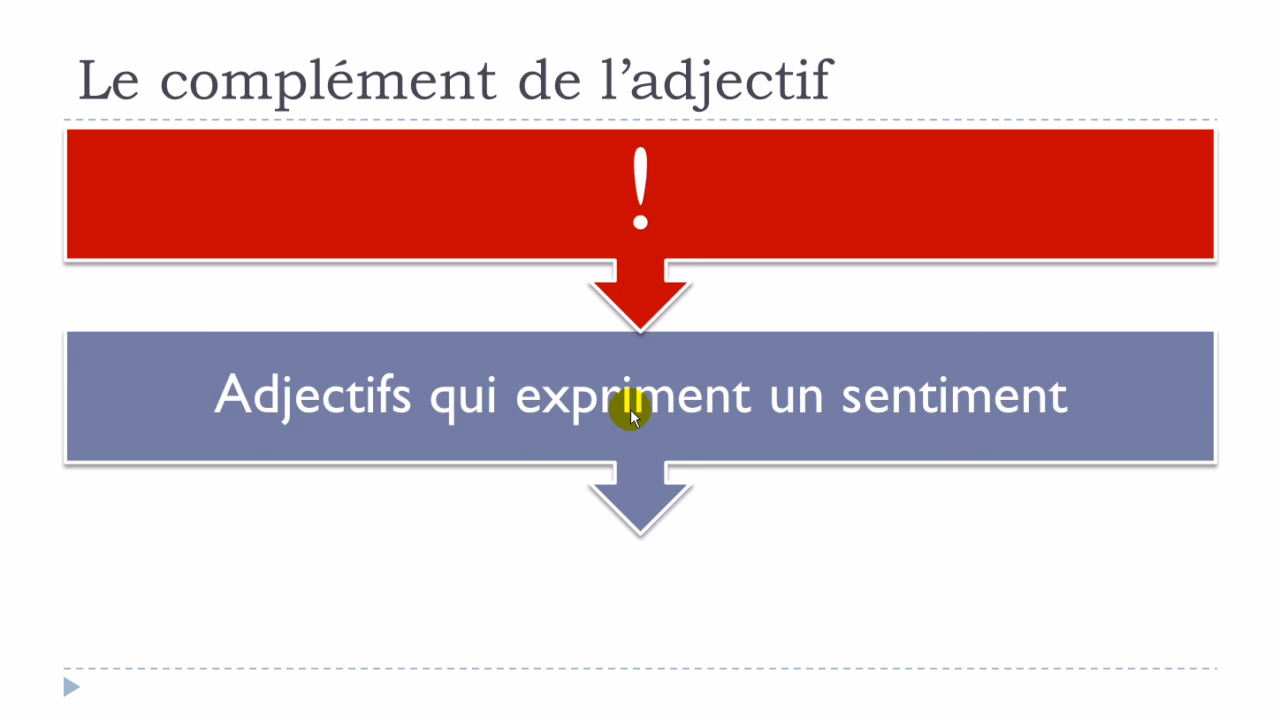 Le complément de l’adjectif
!
Adjectifs qui expriment un sentiment